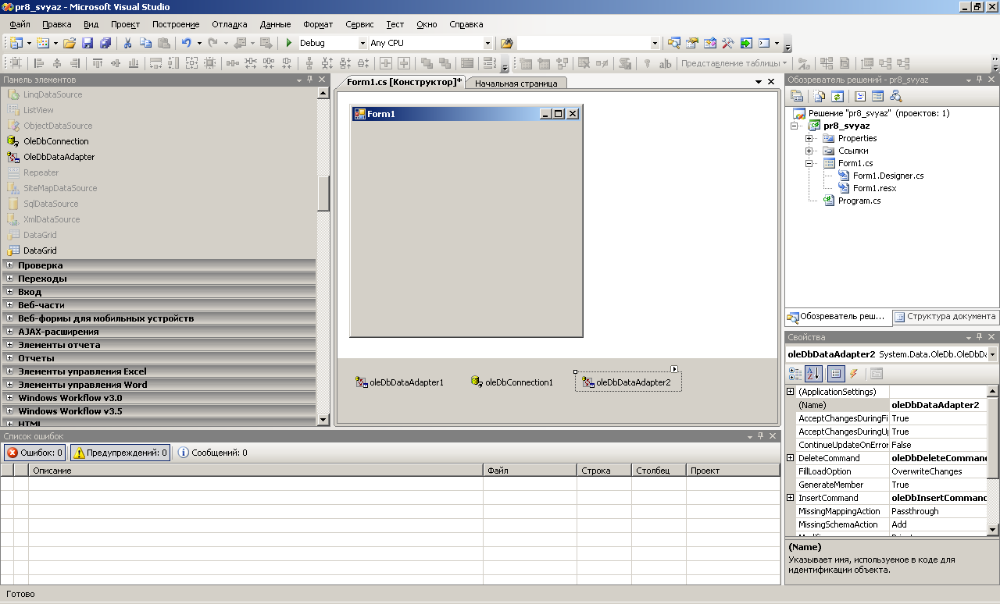 pr8_svyaz - Microsoft Visual Studio
Файл Правка Вид Проект Построение Отладка Данные Формат Сервис Тест Окно Справка
Debug Any CPU
ab| Представление таблицы
Панель элементов
LinqDataSource
ListView
ObjectDataSource
OleDbConnection
OleDbDataAdapter
Repeater
SiteMapDataSource
SqlDataSource
XmlDataSource
DataGrid
DataGrid
Проверка
Переходы
Вход
Веб-части
Веб-формы для мобильных устройств
AJAX-расширения
Элементы отчета
Отчеты
Элементы управления Excel
Элементы управления Word
Windows Workflow v3.0
Windows Workflow v3.5
HTML
Form1.cs [Конструктор]* Начальная страница
Form1
oleDbDataAdapter1 oleDbConnection1 oleDbDataAdapter2
Обозреватель решений - pr8_svyaz
Решение "pr8_svyaz" (проектов: 1)
pr8_svyaz
Properties
Ссылки
Form1.cs
Form1.Designer.cs
Form1.resx
Program.cs
Обозреватель реш... Структура документа
Свойства
oleDbDataAdapter2 System.Data.OleDb.OleDbDa
(ApplicationSettings)
(Name) oleDbDataAdapter2
AcceptChangesDuringFi True
AcceptChangesDuringU True
ContinueUpdateOnError False
DeleteCommand oleDbDeleteCommand
FillLoadOption OverwriteChanges
GenerateMember True
InsertCommand oleDbInsertCommand
MissingMappingAction Passthrough
MissingSchemaAction Add
(Name)
Указывает имя, используемое в коде для
идентификации объекта.
Список ошибок
Ошибок: 0 Предупреждений: 0 Сообщений: 0
Описание Файл Строка Столбец Проект
Готово